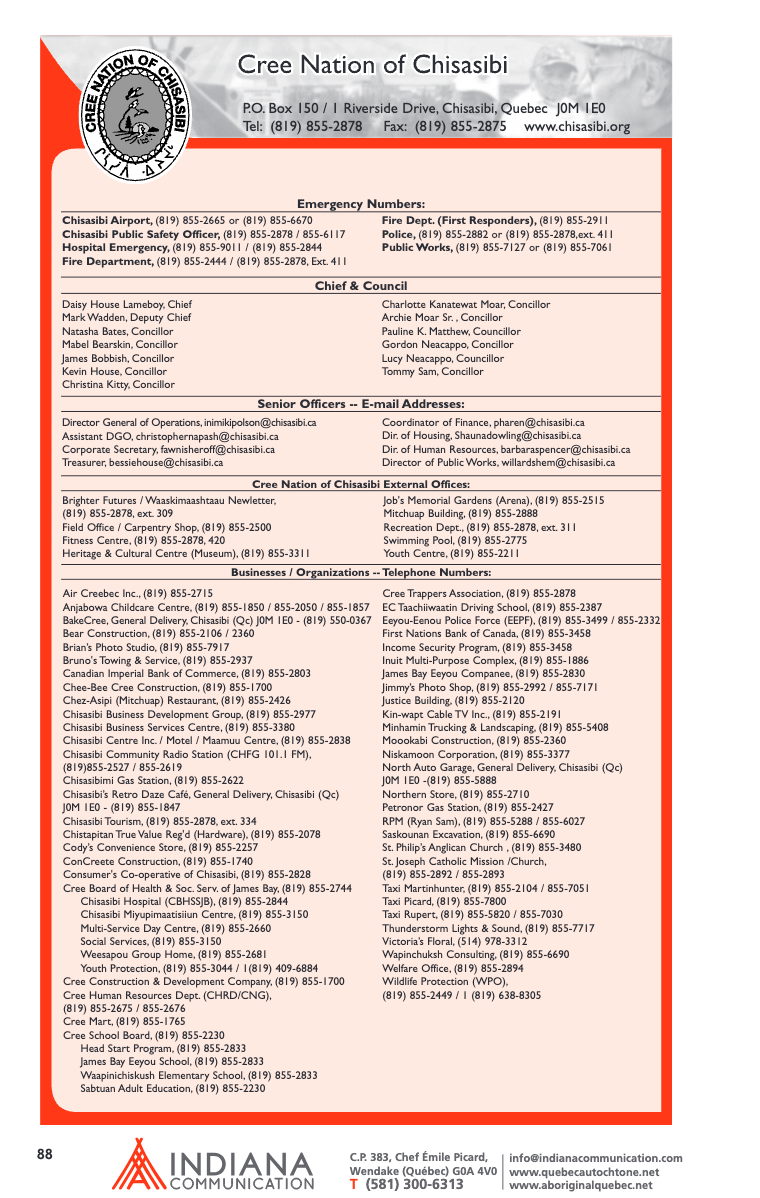 CREE NATION OF CHISASIBI
Cree Nation of Chisasibi
P.O. Box 150 / 1 Riverside Drive, Chisasibi, Quebec J0M 1E0
Tel: (819) 855-2878 Fax: (819) 855-2875 www.chisasibi.org
Emergency Numbers:
Chisasibi Airport, (819) 855-2665 or (819) 855-6670
Chisasibi Public Safety Officer, (819) 855-2878 / 855-6117
Hospital Emergency, (819) 855-9011 / (819) 855-2844
Fire Department, (819) 855-2444 / (819) 855-2878, Ext. 411
Fire Dept. (First Responders), (819) 855-2911
Police, (819) 855-2882 or (819) 855-2878,ext. 411
Public Works, (819) 855-7127 or (819) 855-7061
Chief & Council
Daisy House Lameboy, Chief
Mark Wadden, Deputy Chief
Natasha Bates, Concillor
Mabel Bearskin, Concillor
James Bobbish, Concillor
Kevin House, Concillor
Christina Kitty, Concillor
Charlotte Kanatewat Moar, Concillor
Archie Moar Sr. , Concillor
Pauline K. Matthew, Councillor
Gordon Neacappo, Concillor
Lucy Neacappo, Councillor
Tommy Sam, Concillor
Senior Officers -- E-mail Addresses:
Director General of Operations, inimikipolson@chisasibi.ca
Assistant DGO, christophernapash@chisasibi.ca
Corporate Secretary, fawnisheroff@chisasibi.ca
Treasurer, bessiehouse@chisasibi.ca
Coordinator of Finance, pharen@chisasibi.ca
Dir. of Housing, Shaunadowling@chisasibi.ca
Dir. of Human Resources, barbaraspencer@chisasibi.ca
Director of Public Works, willardshem@chisasibi.ca
Cree Nation of Chisasibi External Offices:
Brighter Futures / Waaskimaashtaau Newletter,
(819) 855-2878, ext. 309
Field Office / Carpentry Shop, (819) 855-2500
Fitness Centre, (819) 855-2878, 420
Heritage & Cultural Centre (Museum), (819) 855-3311
Job's Memorial Gardens (Arena), (819) 855-2515
Mitchuap Building, (819) 855-2888
Recreation Dept., (819) 855-2878, ext. 311
Swimming Pool, (819) 855-2775
Youth Centre, (819) 855-2211
Businesses / Organizations -- Telephone Numbers:
Air Creebec Inc., (819) 855-2715
Anjabowa Childcare Centre, (819) 855-1850 / 855-2050 / 855-1857
BakeCree, General Delivery, Chisasibi (Qc) J0M 1E0 - (819) 550-0367
Bear Construction, (819) 855-2106 / 2360
Brian's Photo Studio, (819) 855-7917
Bruno's Towing & Service, (819) 855-2937
Canadian Imperial Bank of Commerce, (819) 855-2803
Chee-Bee Cree Construction, (819) 855-1700
Chez-Asipi (Mitchuap) Restaurant, (819) 855-2426
Chisasibi Business Development Group, (819) 855-2977
Chisasibi Business Services Centre, (819) 855-3380
Chisasibi Centre Inc. / Motel / Maamuu Centre, (819) 855-2838
Chisasibi Community Radio Station (CHFG 101.1 FM),
(819)855-2527 / 855-2619
Chisasibimi Gas Station, (819) 855-2622
Chisasibi's Retro Daze Café, General Delivery, Chisasibi (Qc)
J0M 1E0 - (819) 855-1847
Chisasibi Tourism, (819) 855-2878, ext. 334
Chistapitan True Value Reg'd (Hardware), (819) 855-2078
Cody's Convenience Store, (819) 855-2257
ConCreete Construction, (819) 855-1740
Consumer's Co-operative of Chisasibi, (819) 855-2828
Cree Board of Health & Soc. Serv. of James Bay, (819) 855-2744
Chisasibi Hospital (CBHSSJB), (819) 855-2844
Chisasibi Miyupimaatisiiun Centre, (819) 855-3150
Multi-Service Day Centre, (819) 855-2660
Social Services, (819) 855-3150
Weesapou Group Home, (819) 855-2681
Youth Protection, (819) 855-3044 / 1(819) 409-6884
Cree Construction & Development Company, (819) 855-1700
Cree Human Resources Dept. (CHRD/CNG),
(819) 855-2675 / 855-2676
Cree Mart, (819) 855-1765
Cree School Board, (819) 855-2230
Head Start Program, (819) 855-2833
James Bay Eeyou School, (819) 855-2833
Waapinichiskush Elementary School, (819) 855-2833
Sabtuan Adult Education, (819) 855-2230
Cree Trappers Association, (819) 855-2878
EC Taachiiwaatin Driving School, (819) 855-2387
Eeyou-Eenou Police Force (EEPF), (819) 855-3499 / 855-2332
First Nations Bank of Canada, (819) 855-3458
Income Security Program, (819) 855-3458
Inuit Multi-Purpose Complex, (819) 855-1886
James Bay Eeyou Companee, (819) 855-2830
Jimmy's Photo Shop, (819) 855-2992 / 855-7171
Justice Building, (819) 855-2120
Kin-wapt Cable TV Inc., (819) 855-2191
Minhamin Trucking & Landscaping, (819) 855-5408
Moookabi Construction, (819) 855-2360
Niskamoon Corporation, (819) 855-3377
North Auto Garage, General Delivery, Chisasibi (Qc)
J0M 1E0 -(819) 855-5888
Northern Store, (819) 855-2710
Petronor Gas Station, (819) 855-2427
RPM (Ryan Sam), (819) 855-5288 / 855-6027
Saskounan Excavation, (819) 855-6690
St. Philip's Anglican Church , (819) 855-3480
St. Joseph Catholic Mission /Church,
(819) 855-2892 / 855-2893
Taxi Martinhunter, (819) 855-2104 / 855-7051
Taxi Picard, (819) 855-7800
Taxi Rupert, (819) 855-5820 / 855-7030
Thunderstorm Lights & Sound, (819) 855-7717
Victoria's Floral, (514) 978-3312
Wapinchuksh Consulting, (819) 855-6690
Welfare Office, (819) 855-2894
Wildlife Protection (WPO),
(819) 855-2449 / 1 (819) 638-8305
88
INDIANA
COMMUNICATION
C.P. 383, Chef Émile Picard,
Wendake (Québec) G0A 4V0
T (581) 300-6313
info@indianacommunication.com
www.quebecautochtone.net
www.aboriginalquebec.net